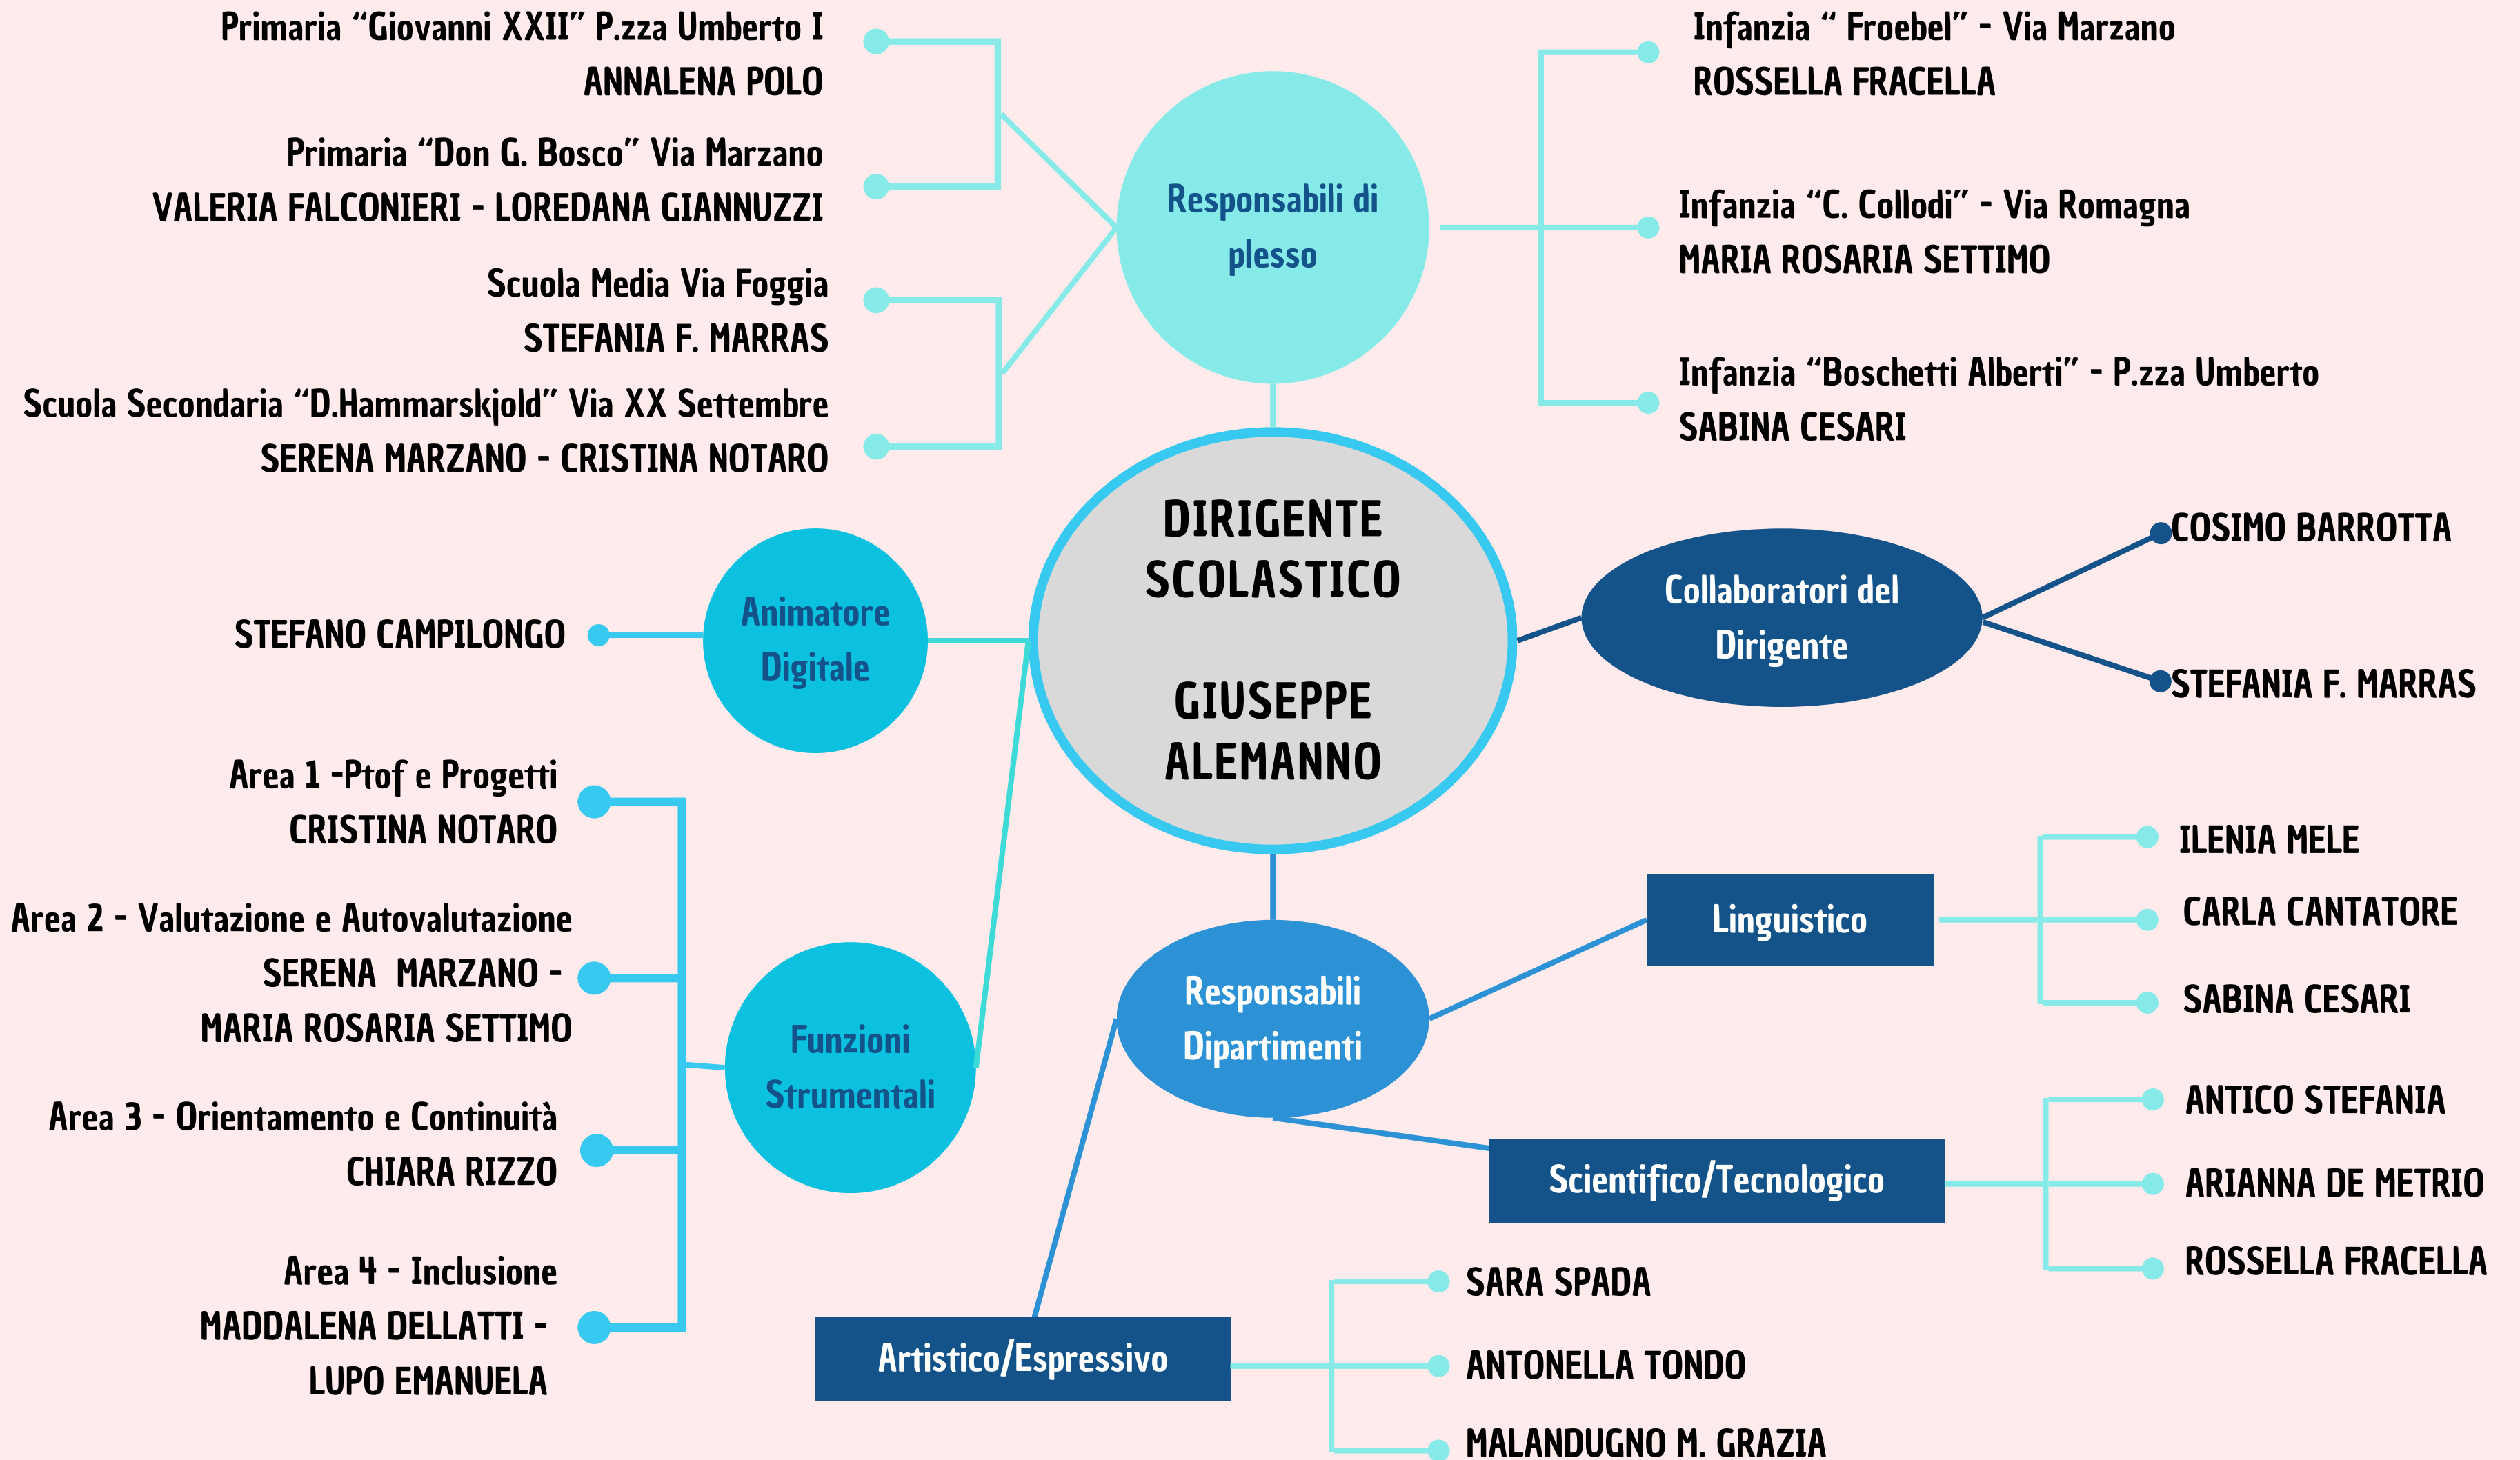 Primaria “Giovanni XXII” P.zza Umberto I
ANNALENA POLO
Primaria “Don G. Bosco” Via Marzano
VALERIA FALCONIERI - LOREDANA GIANNUZZI
Scuola Media Via Foggia
STEFANIA F. MARRAS
Scuola Secondaria “D.Hammarskjold” Via XX Settembre
SERENA MARZANO - CRISTINA NOTARO
Responsabili di
plesso
Infanzia “ Froebel” - Via Marzano
ROSSELLA FRACELLA
Infanzia “C. Collodi” - Via Romagna
MARIA ROSARIA SETTIMO
Infanzia “Boschetti Alberti” - P.zza Umberto
SABINA CESARI
DIRIGENTE
SCOLASTICO
GIUSEPPE
ALEMANNO
Collaboratori del
Dirigente
COSIMO BARROTTA
STEFANIA F. MARRAS
Animatore
Digitale
STEFANO CAMPILONGO
Area 1 -Ptof e Progetti
CRISTINA NOTARO
Area 2 - Valutazione e Autovalutazione
SERENA  MARZANO -
MARIA ROSARIA SETTIMO
Area 3 - Orientamento e Continuità
CHIARA RIZZO
Area 4 - Inclusione
MADDALENA DELLATTI -
LUPO EMANUELA
Funzioni
Strumentali
Responsabili
Dipartimenti
Linguistico
ILENIA MELE
CARLA CANTATORE
SABINA CESARI
Scientifico/Tecnologico
ANTICO STEFANIA
ARIANNA DE METRIO
ROSSELLA FRACELLA
Artistico/Espressivo
SARA SPADA
ANTONELLA TONDO
MALANDUGNO M. GRAZIA